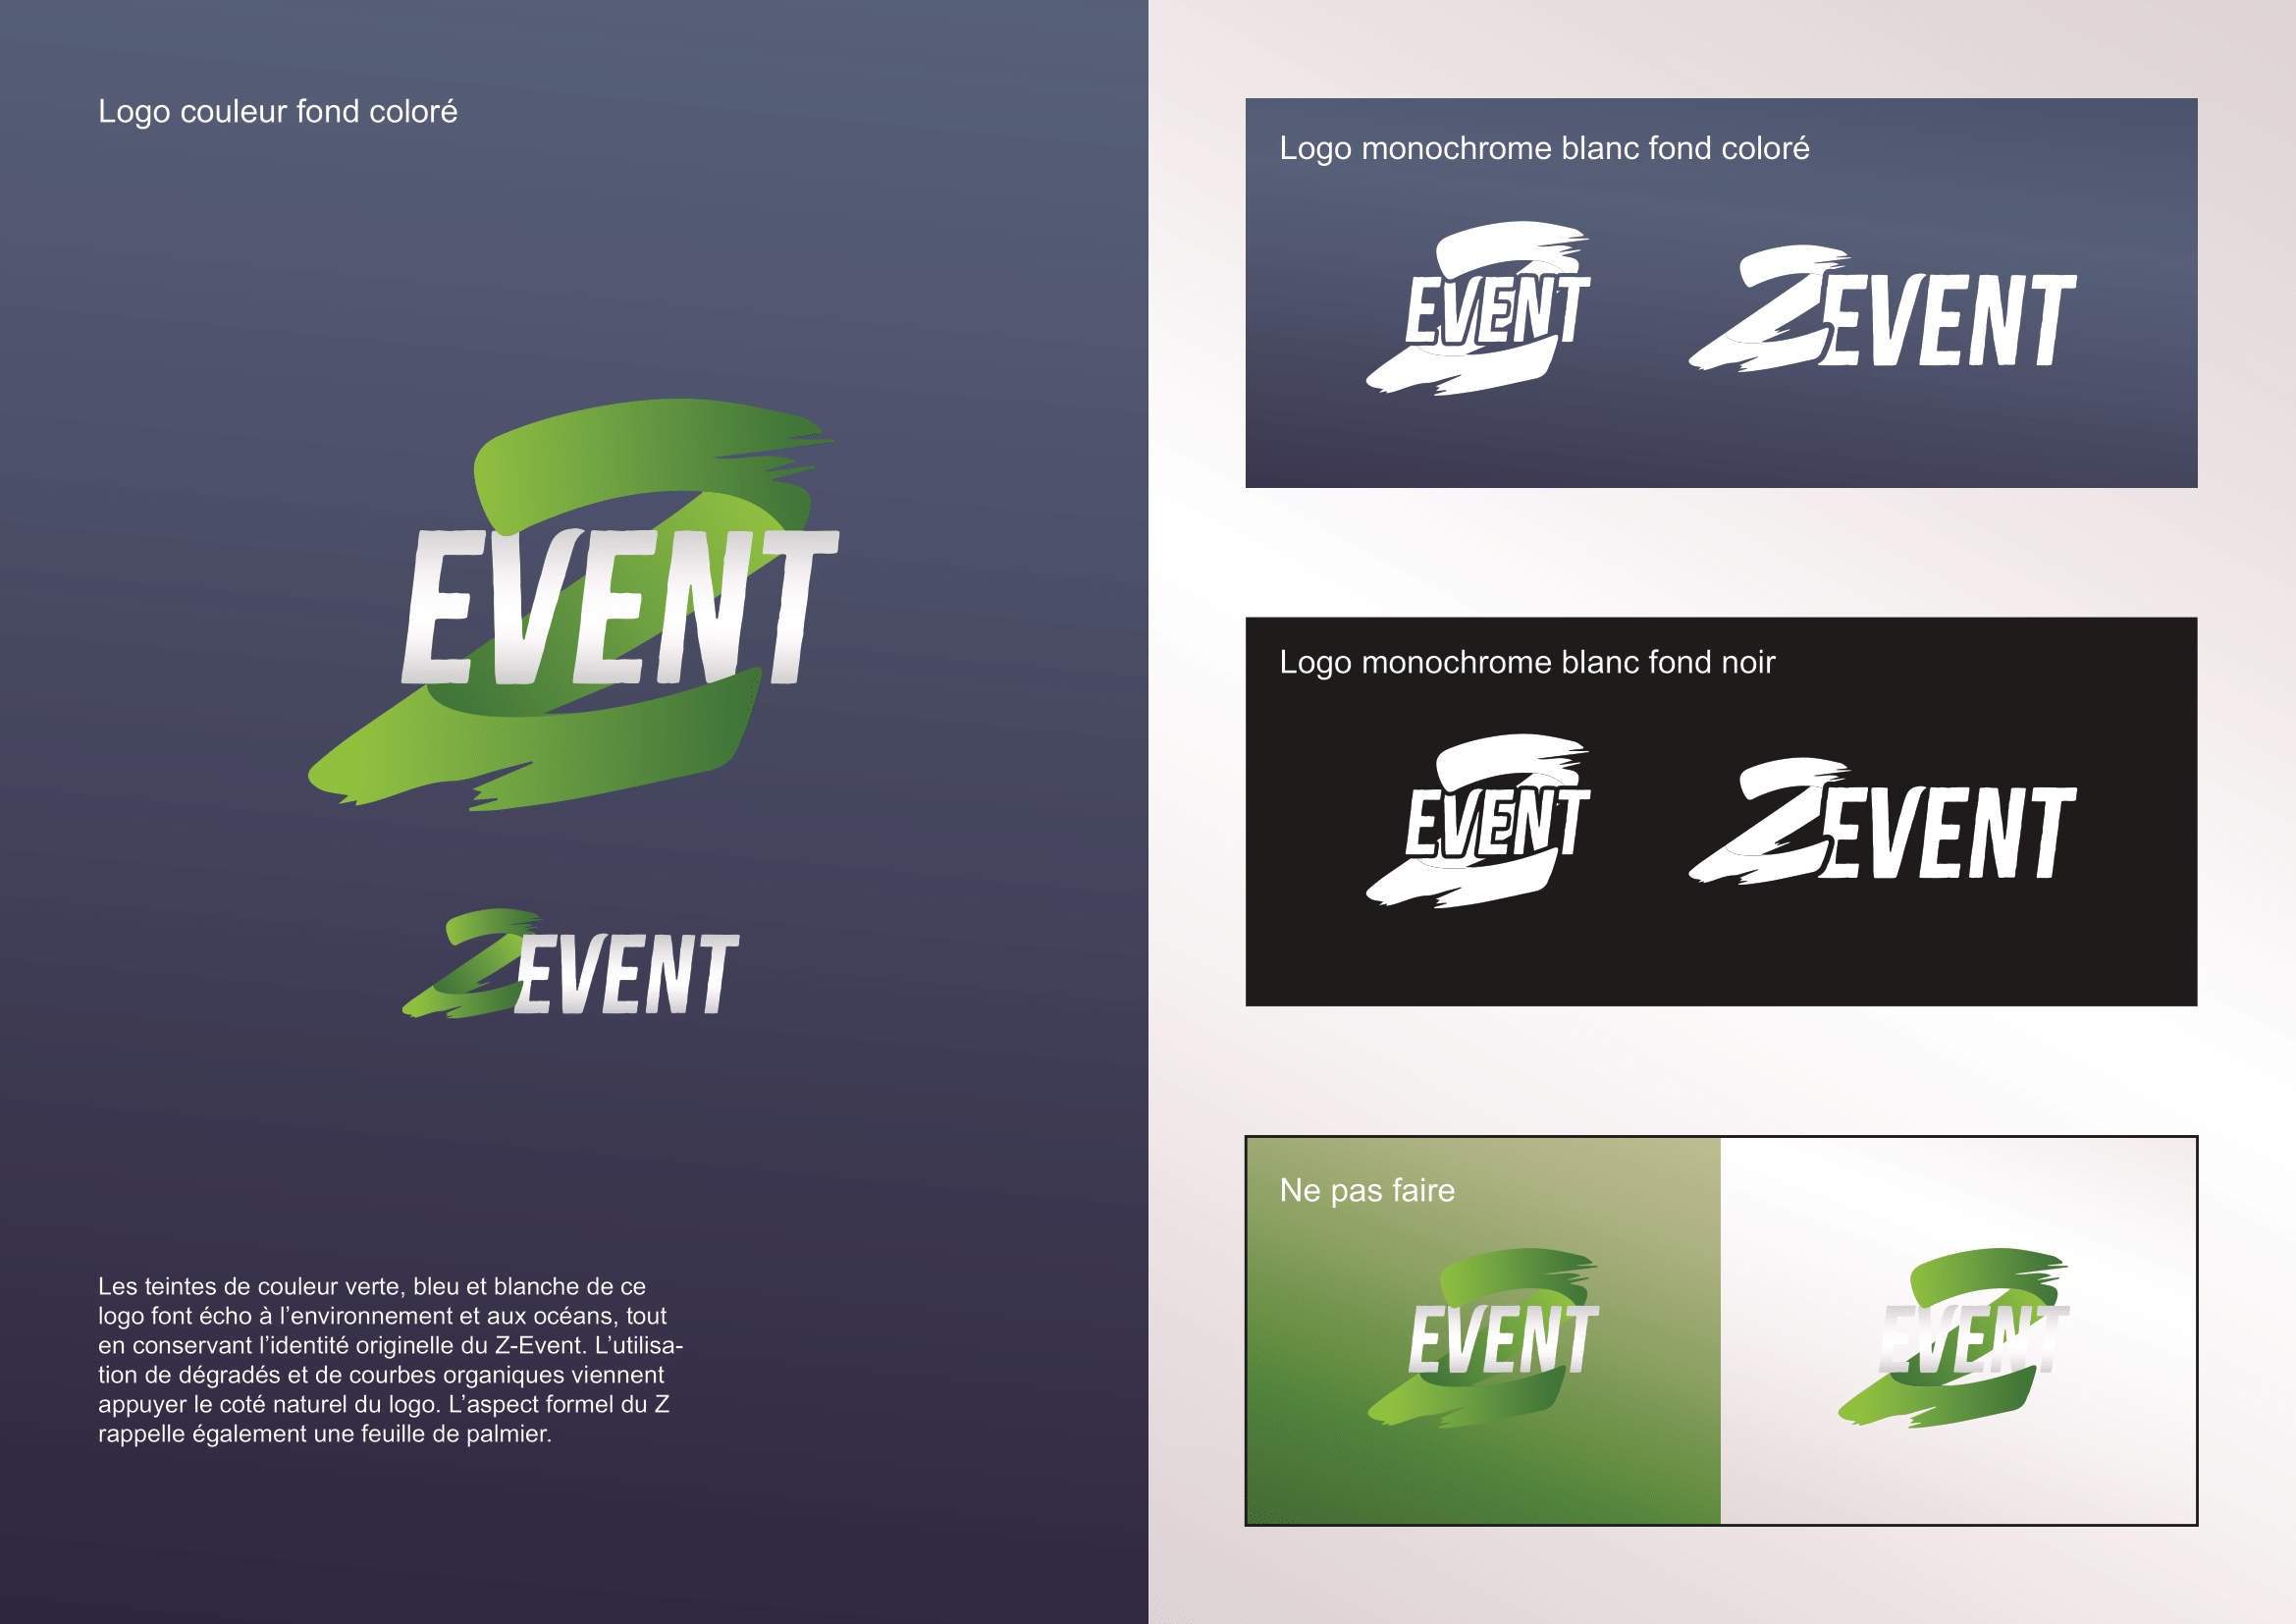 Logo couleur fond coloré
EVENT
ZEVENT
Les teintes de couleur verte, bleu et blanche de ce
logo font écho à l’environnement et aux océans, tout
en conservant l’identité originelle du Z-Event. L’utilisa-
tion de dégradés et de courbes organiques viennent
appuyer le coté naturel du logo. L’aspect formel du Z
rappelle également une feuille de palmier.
Logo monochrome blanc fond coloré
EVENT ZEVENT
Logo monochrome blanc fond noir
EVENT ZEVENT
Ne pas faire
EVENT EVENT